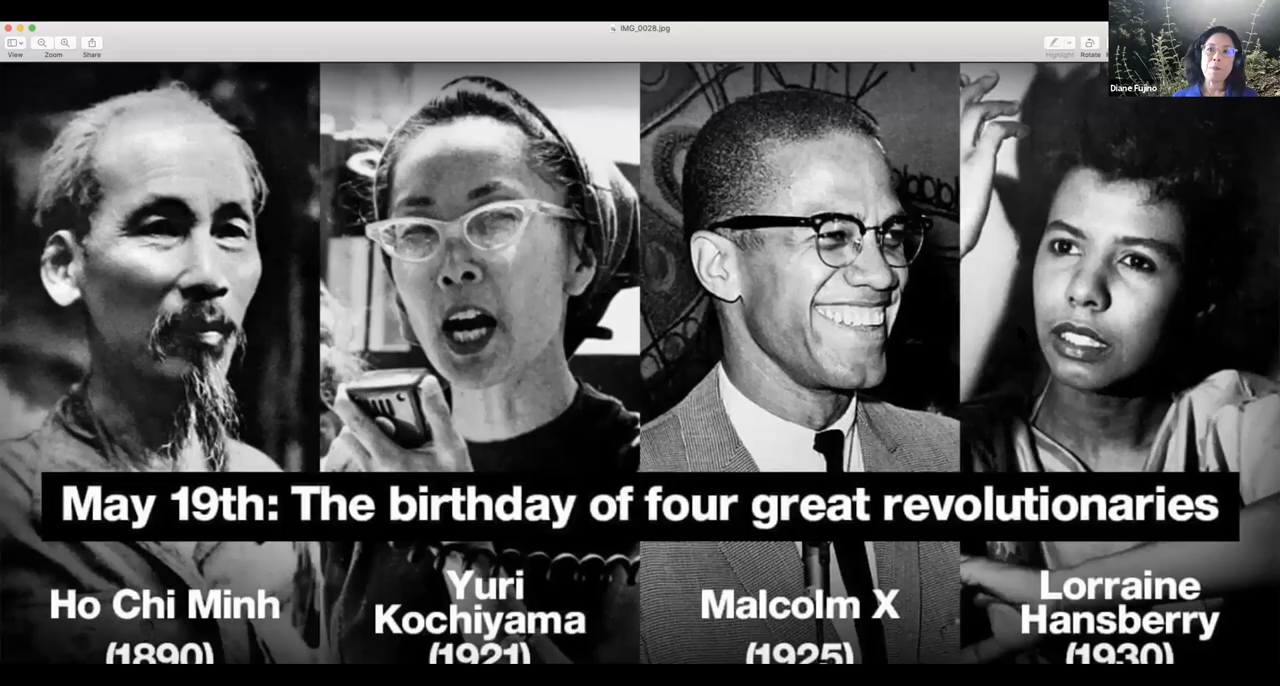 IMG_0028.jpg
View
Zoom
Share
Highlight
Rotate
Diane Fujino
May 19th: The birthday of four great revolutionaries
Ho Chi Minh
(1890)
Yuri
Kochiyama
(1921)
Malcolm X
(1925)
Lorraine
Hansberry
(1930)